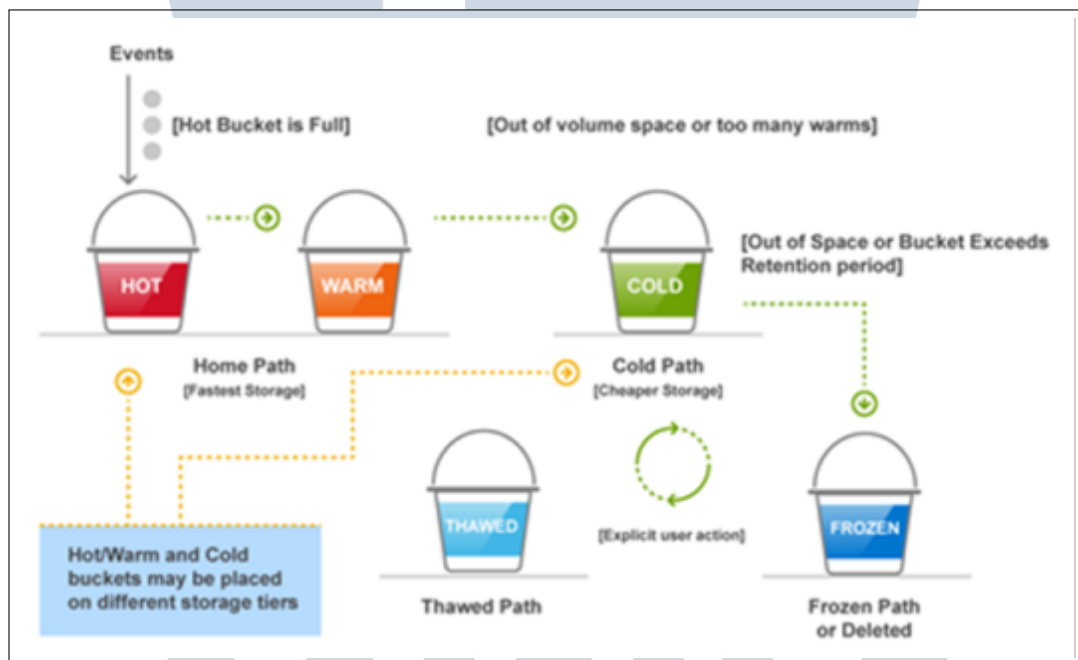 Events
[Hot Bucket is Full]
[Out of volume space or too many warms]
HOT
WARM
COLD
[Out of Space or Bucket Exceeds
Retention period]
Home Path
[Fastest Storage]
Cold Path
[Cheaper Storage]
THAWED
FROZEN
[Explicit user action]
Hot/Warm and Cold
buckets may be placed
on different storage tiers
Thawed Path
Frozen Path
or Deleted